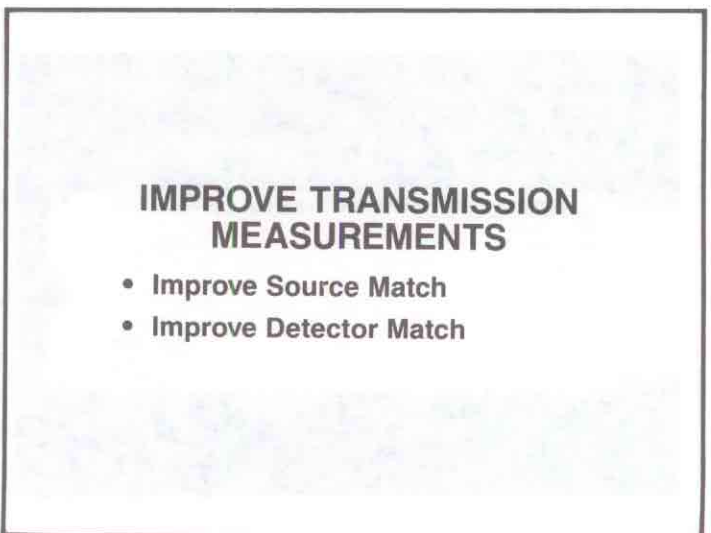 IMPROVE TRANSMISSION
MEASUREMENTS
• Improve Source Match
• Improve Detector Match